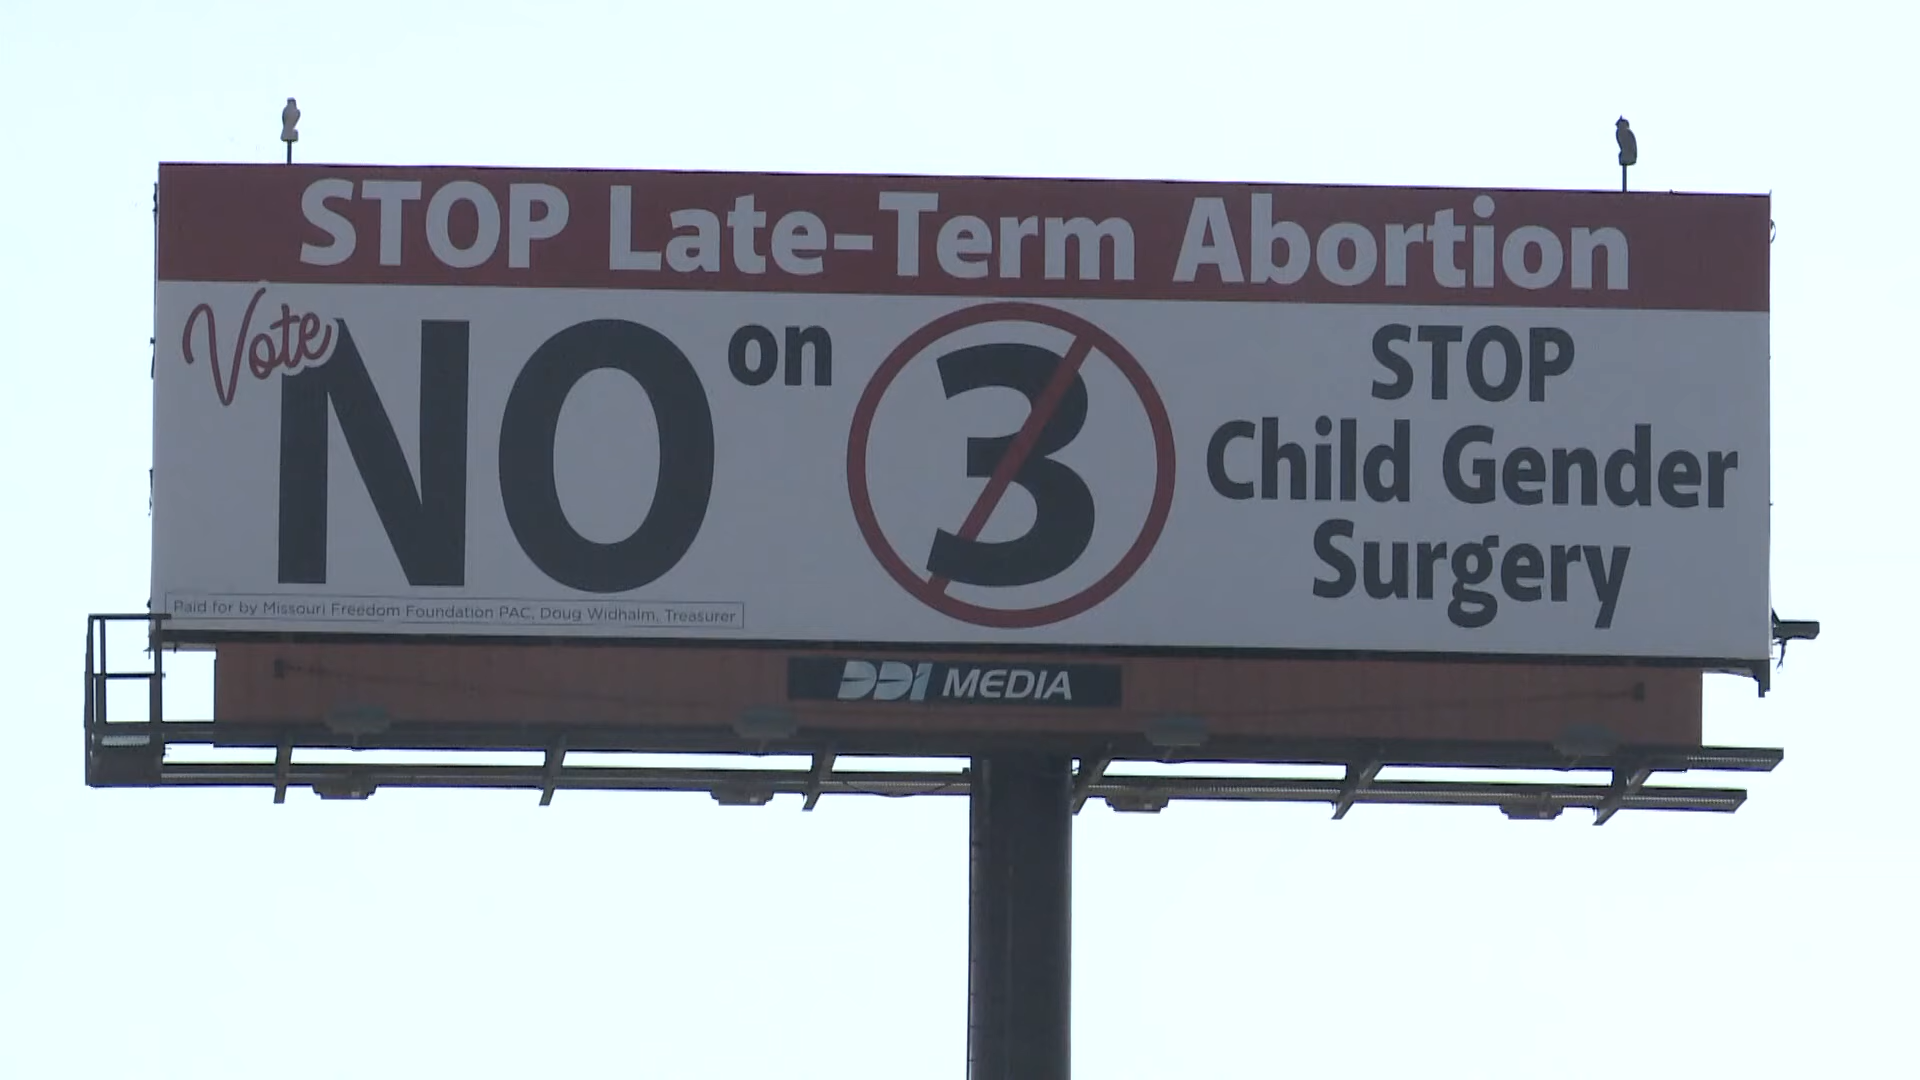 STOP Late-Term Abortion
Vote
NO on 3
STOP
Child Gender
Surgery
Paid for by Missouri Freedom Foundation PAC, Doug Widhalm, Treasurer
DDI MEDIA